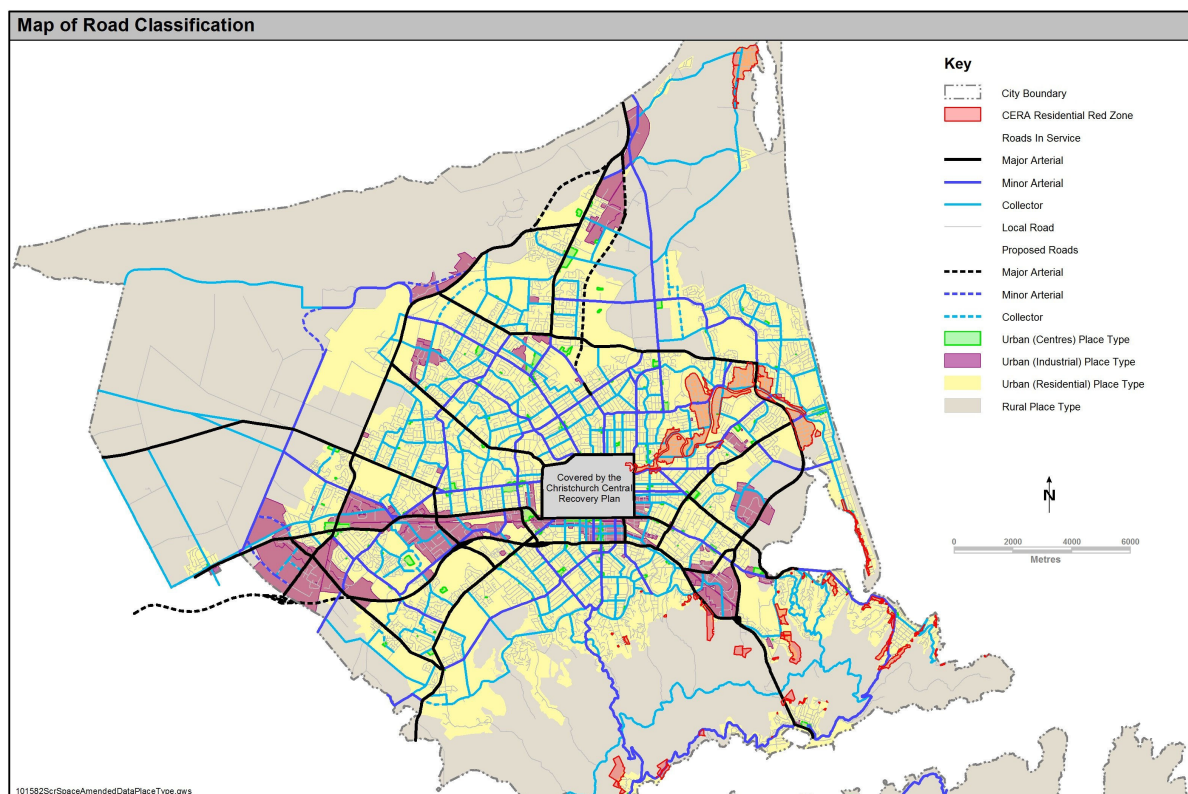 Map of Road Classification
Key
City Boundary
CERA Residential Red Zone
Roads In Service
Major Arterial
Minor Arterial
Collector
Local Road
Proposed Roads
Major Arterial
Minor Arterial
Collector
Urban (Centres) Place Type
Urban (Industrial) Place Type
Urban (Residential) Place Type
Rural Place Type
Covered by the
Christchurch Central
Recovery Plan
N
0 2000 4000 6000
Metres
101582ScrSpaceAmendedDataPlaceType.gws